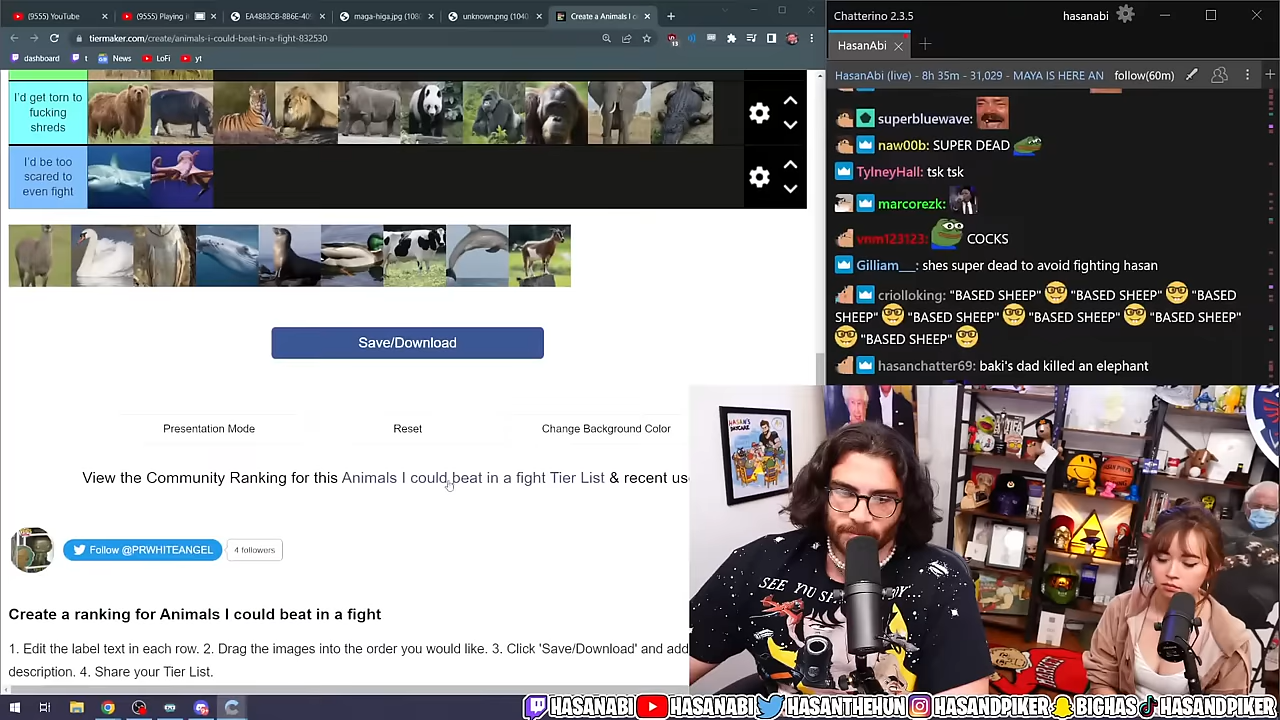 (9555) YouTube
(9555) Playing i
EA4883CB-8B6E-405
maga-higa.jpg (1080
unknown.png (1040
Create a Animals I c
tiermaker.com/create/animals-i-could-beat-in-a-fight-832530
dashboard
t
News
LoFi
yt
I'd get torn to
fucking
shreds
I'd be too
scared to
even fight
Save/Download
Presentation Mode
Reset
Change Background Color
View the Community Ranking for this Animals I could beat in a fight Tier List & recent us
Follow @PRWHITEANGEL
4 followers
Create a ranking for Animals I could beat in a fight
1. Edit the label text in each row. 2. Drag the images into the order you would like. 3. Click 'Save/Download' and add
description. 4. Share your Tier List.
Chatterino 2.3.5
hasanabi
HasanAbi
HasanAbi (live) - 8h 35m - 31,029 - MAYA IS HERE AN
follow(60m)
superbluewave:
naw00b: SUPER DEAD
TylneyHall: tsk tsk
marcorezk:
vnm123123: COCKS
Gilliam___: shes super dead to avoid fighting hasan
criolloking: "BASED SHEEP" "BASED SHEEP" "BASED
SHEEP" "BASED SHEEP" "BASED SHEEP" "BASED SHEEP"
"BASED SHEEP"
hasanchatter69: baki's dad killed an elephant
HASANABI
HASANABI
HASANTHEHUN
HASANDPIKER
BIGHAS
HASANDPIKER